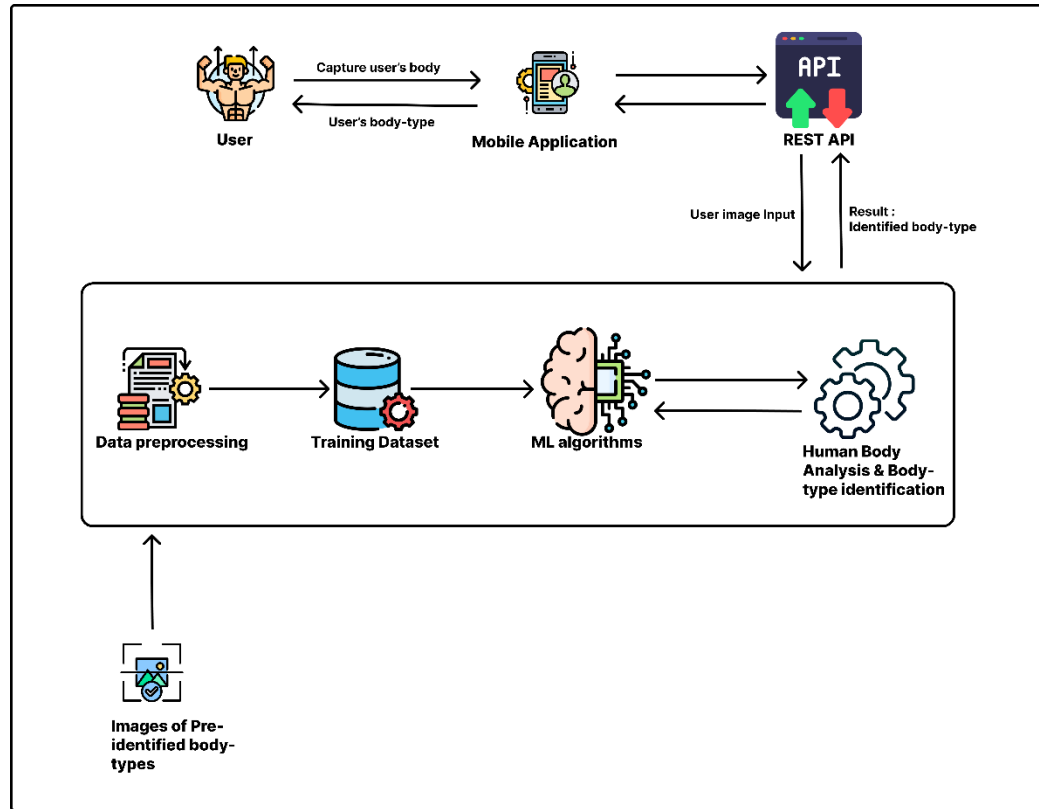 Capture user's body
User's body-type
User
Mobile Application
API
REST API
User image Input
Result :
Identified body-type
Data preprocessing
Training Dataset
ML algorithms
Human Body
Analysis & Body-
type identification
Images of Pre-
identified body-
types